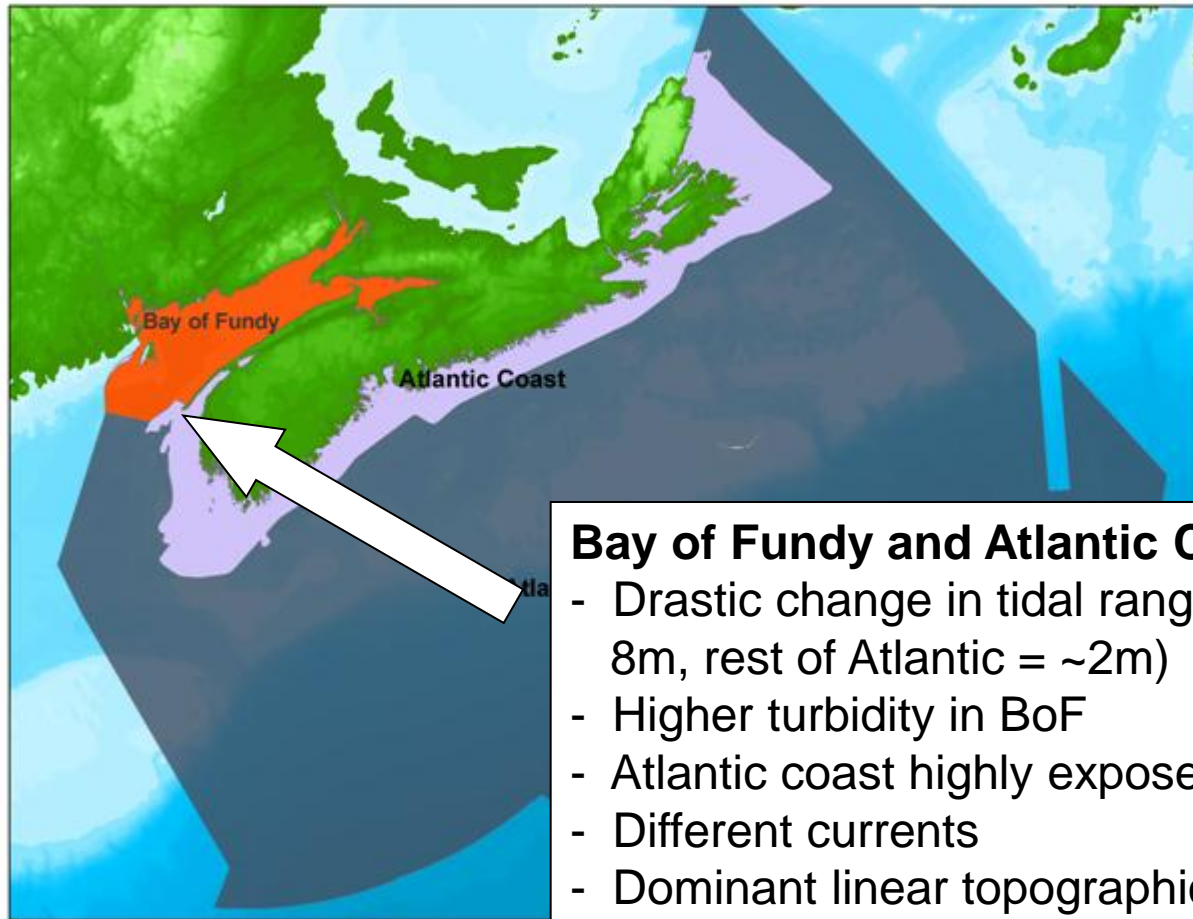 Bay of Fundy
Atlantic Coast
Atla
Bay of Fundy and Atlantic C
- Drastic change in tidal rang
8m, rest of Atlantic = ~2m)
- Higher turbidity in BoF
- Atlantic coast highly expose
- Different currents
- Dominant linear topographic